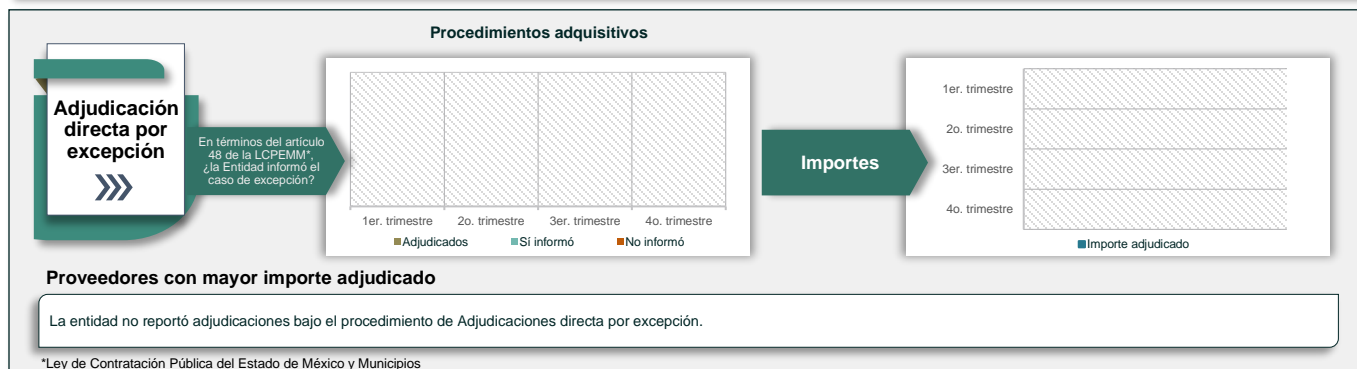 Procedimientos adquisitivos
Adjudicación
directa por
excepción
En términos del artículo
48 de la LCPEMM*,
¿la Entidad informó el
caso de excepción?
1er. trimestre 2o. trimestre 3er. trimestre 4o. trimestre
Adjudicados Sí informó No informó
Importes
1er. trimestre
2o. trimestre
3er. trimestre
4o. trimestre
Importe adjudicado
Proveedores con mayor importe adjudicado
La entidad no reportó adjudicaciones bajo el procedimiento de Adjudicaciones directa por excepción.
*Ley de Contratación Pública del Estado de México y Municipios